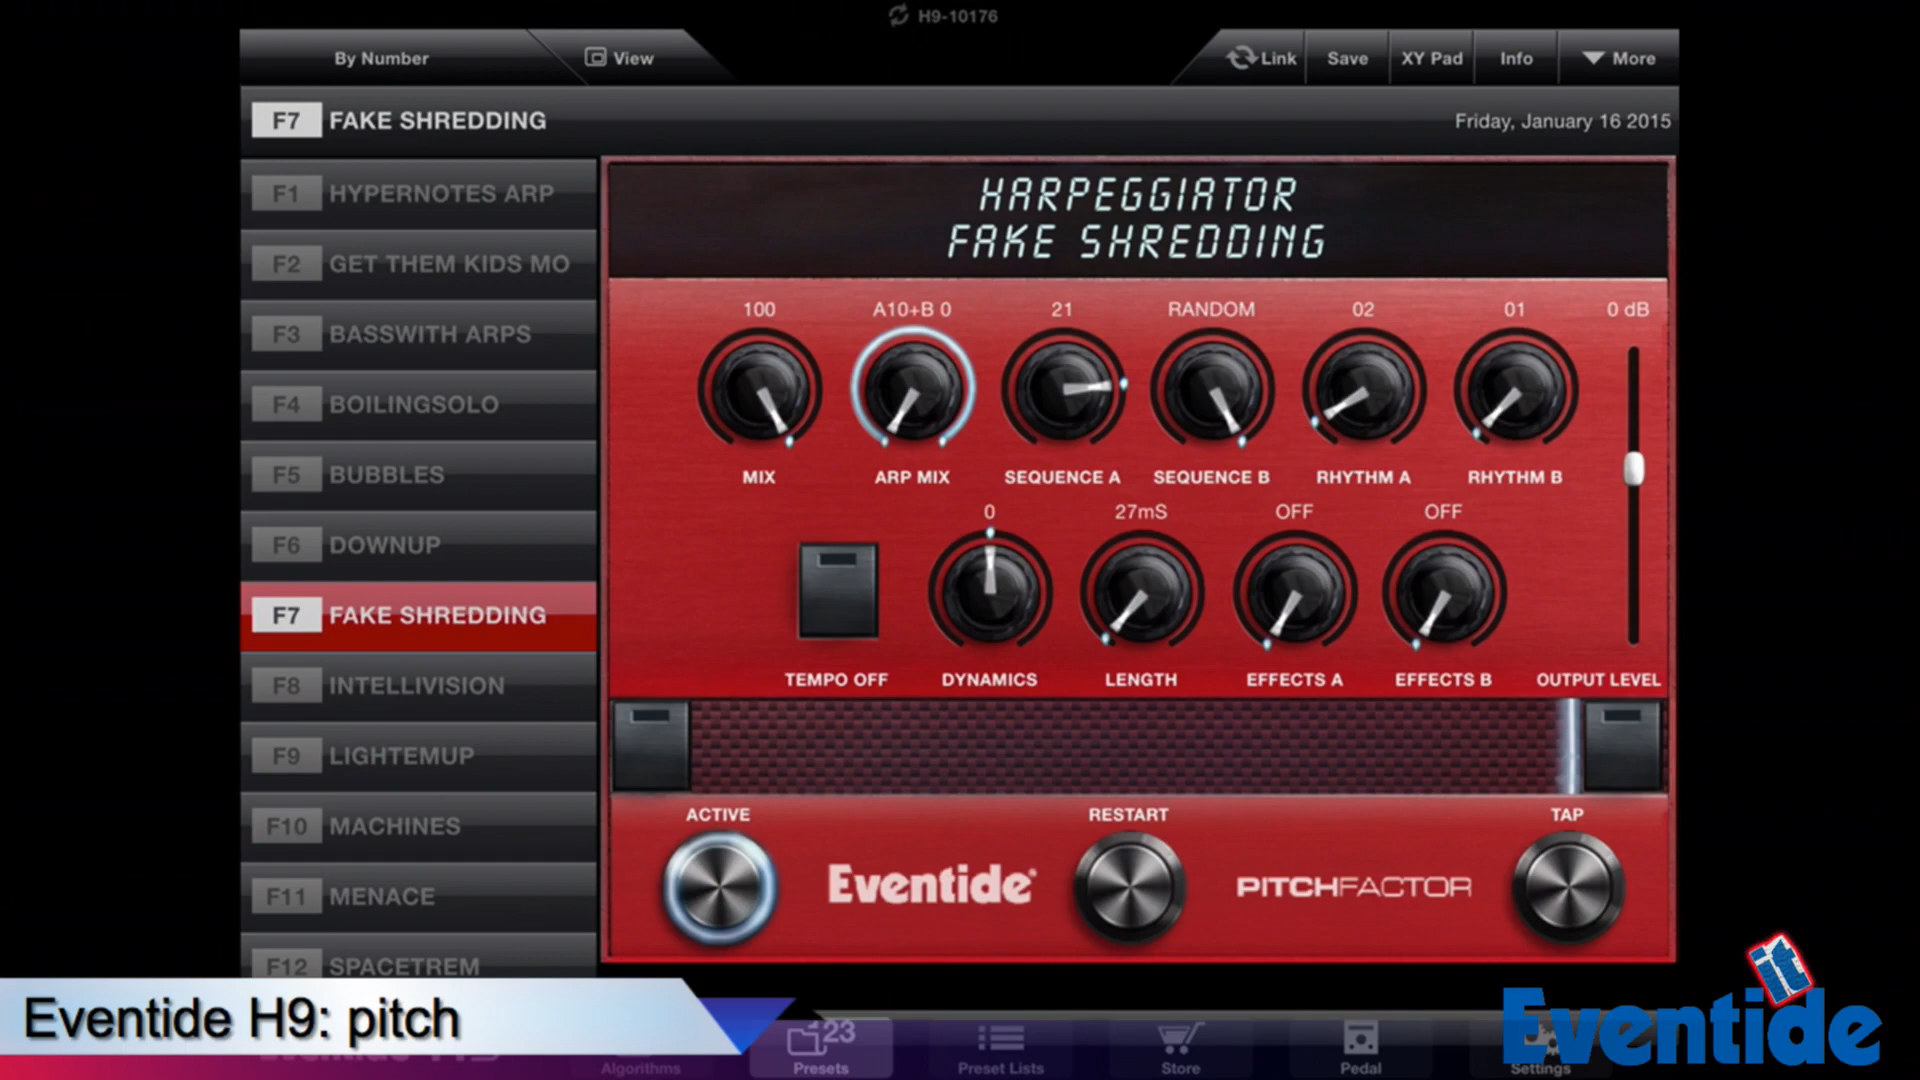 H9-10176
By Number
View
Link
Save
XY Pad
Info
More
F7 FAKE SHREDDING
Friday, January 16 2015
F1 HYPERNOTES ARP
F2 GET THEM KIDS MO
F3 BASSWITH ARPS
F4 BOILINGSOLO
F5 BUBBLES
F6 DOWNUP
F7 FAKE SHREDDING
F8 INTELLIVISION
F9 LIGHTEMUP
F10 MACHINES
F11 MENACE
F12 SPACETREM
HARPEGGIATOR
FAKE SHREDDING
100 A10+B 0 21 RANDOM 02 01 0 dB
MIX ARP MIX SEQUENCE A SEQUENCE B RHYTHM A RHYTHM B
0 27mS OFF OFF
TEMPO OFF DYNAMICS LENGTH EFFECTS A EFFECTS B OUTPUT LEVEL
ACTIVE RESTART TAP
Eventide® PITCHFACTOR
Eventide H9: pitch
23
Algorithms Presets Preset Lists Store Pedal Settings
it
Eventide